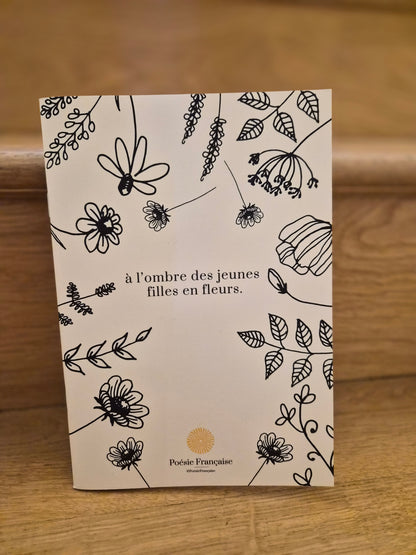 à l'ombre des jeunes
filles en fleurs.
Poésie Française